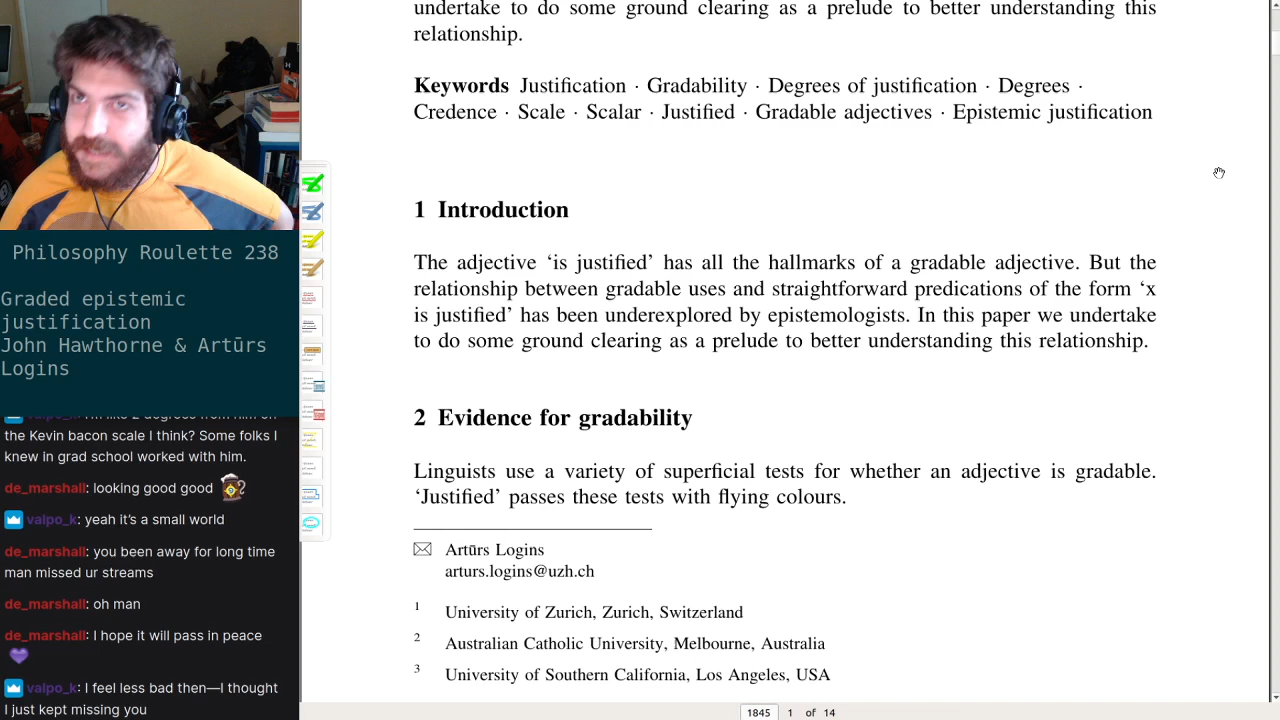 Philosophy Roulette 238
Graded epistemic
justification
John Hawthorne & Artūrs
Logins
the Kevin bacon scale I think? Some folks I
knew in grad school worked with him.
de_marshall: looking good good
valpo_k: yeah it's a small world
de_marshall: you been away for long time
man missed ur streams
de_marshall: oh man
de_marshall: I hope it will pass in peace
valpo_k: I feel less bad then—I thought
I just kept missing you
undertake to do some ground clearing as a prelude to better understanding this
relationship.
Keywords Justification · Gradability · Degrees of justification · Degrees ·
Credence · Scale · Scalar · Justified · Gradable adjectives · Epistemic justification
1 Introduction
The adjective ‘is justified’ has all the hallmarks of a gradable adjective. But the
relationship between gradable uses and straightforward predications of the form ‘x
is justified’ has been underexplored by epistemologists. In this paper we undertake
to do some ground clearing as a prelude to better understanding this relationship.
2 Evidence for gradability
Linguists use a variety of superficial tests for whether an adjective is gradable.
‘Justified’ passes these tests with flying colours.
Artūrs Logins
arturs.logins@uzh.ch
1 University of Zurich, Zurich, Switzerland
2 Australian Catholic University, Melbourne, Australia
3 University of Southern California, Los Angeles, USA
1845 1 of 14